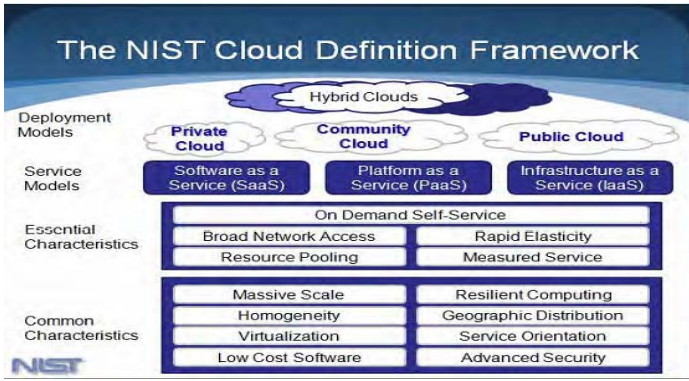 The NIST Cloud Definition Framework
Hybrid Clouds
Deployment
Models
Private
Cloud
Community
Cloud
Public Cloud
Service
Models
Software as a
Service (SaaS)
Platform as a
Service (PaaS)
Infrastructure as a
Service (IaaS)
Essential
Characteristics
On Demand Self-Service
Broad Network Access
Rapid Elasticity
Resource Pooling
Measured Service
Common
Characteristics
Massive Scale
Resilient Computing
Homogeneity
Geographic Distribution
Virtualization
Service Orientation
Low Cost Software
Advanced Security
NIST